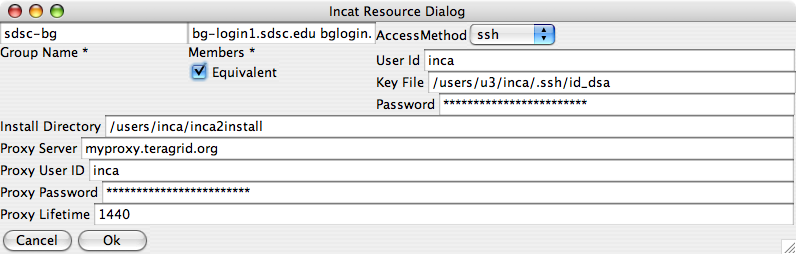 Incat Resource Dialog
sdsc-bg bg-login1.sdsc.edu bglogin. AccessMethod ssh
Group Name * Members *
Equivalent
User Id inca
Key File /users/u3/inca/.ssh/id_dsa
Password ************************
Install Directory /users/inca/inca2install
Proxy Server myproxy.teragrid.org
Proxy User ID inca
Proxy Password ************************
Proxy Lifetime 1440
Cancel Ok